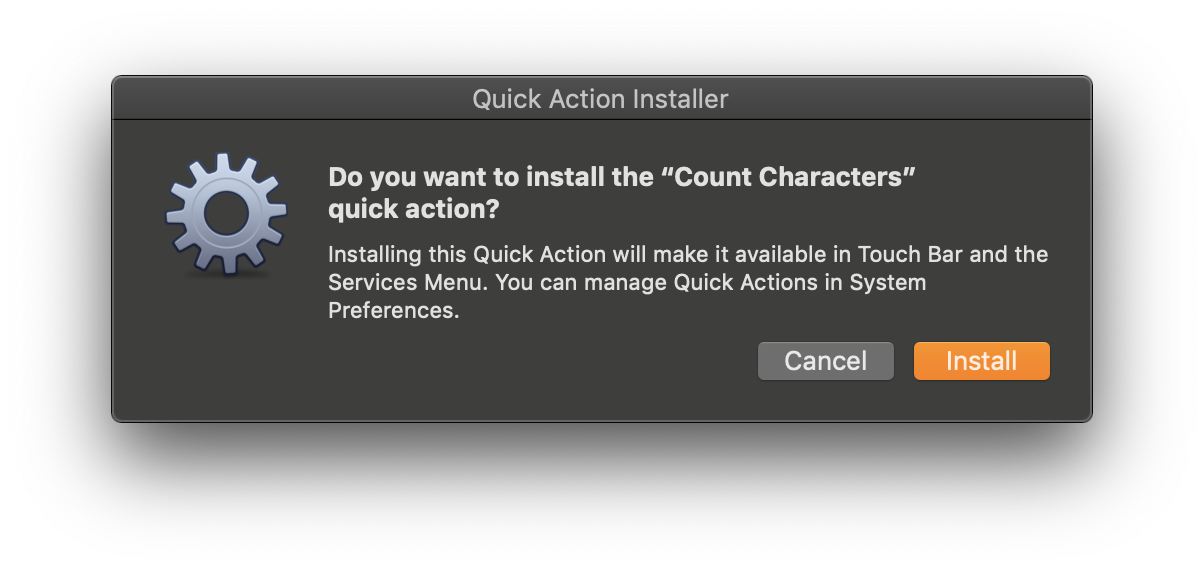 Quick Action Installer
Do you want to install the “Count Characters”
quick action?
Installing this Quick Action will make it available in Touch Bar and the
Services Menu. You can manage Quick Actions in System
Preferences.
Cancel Install